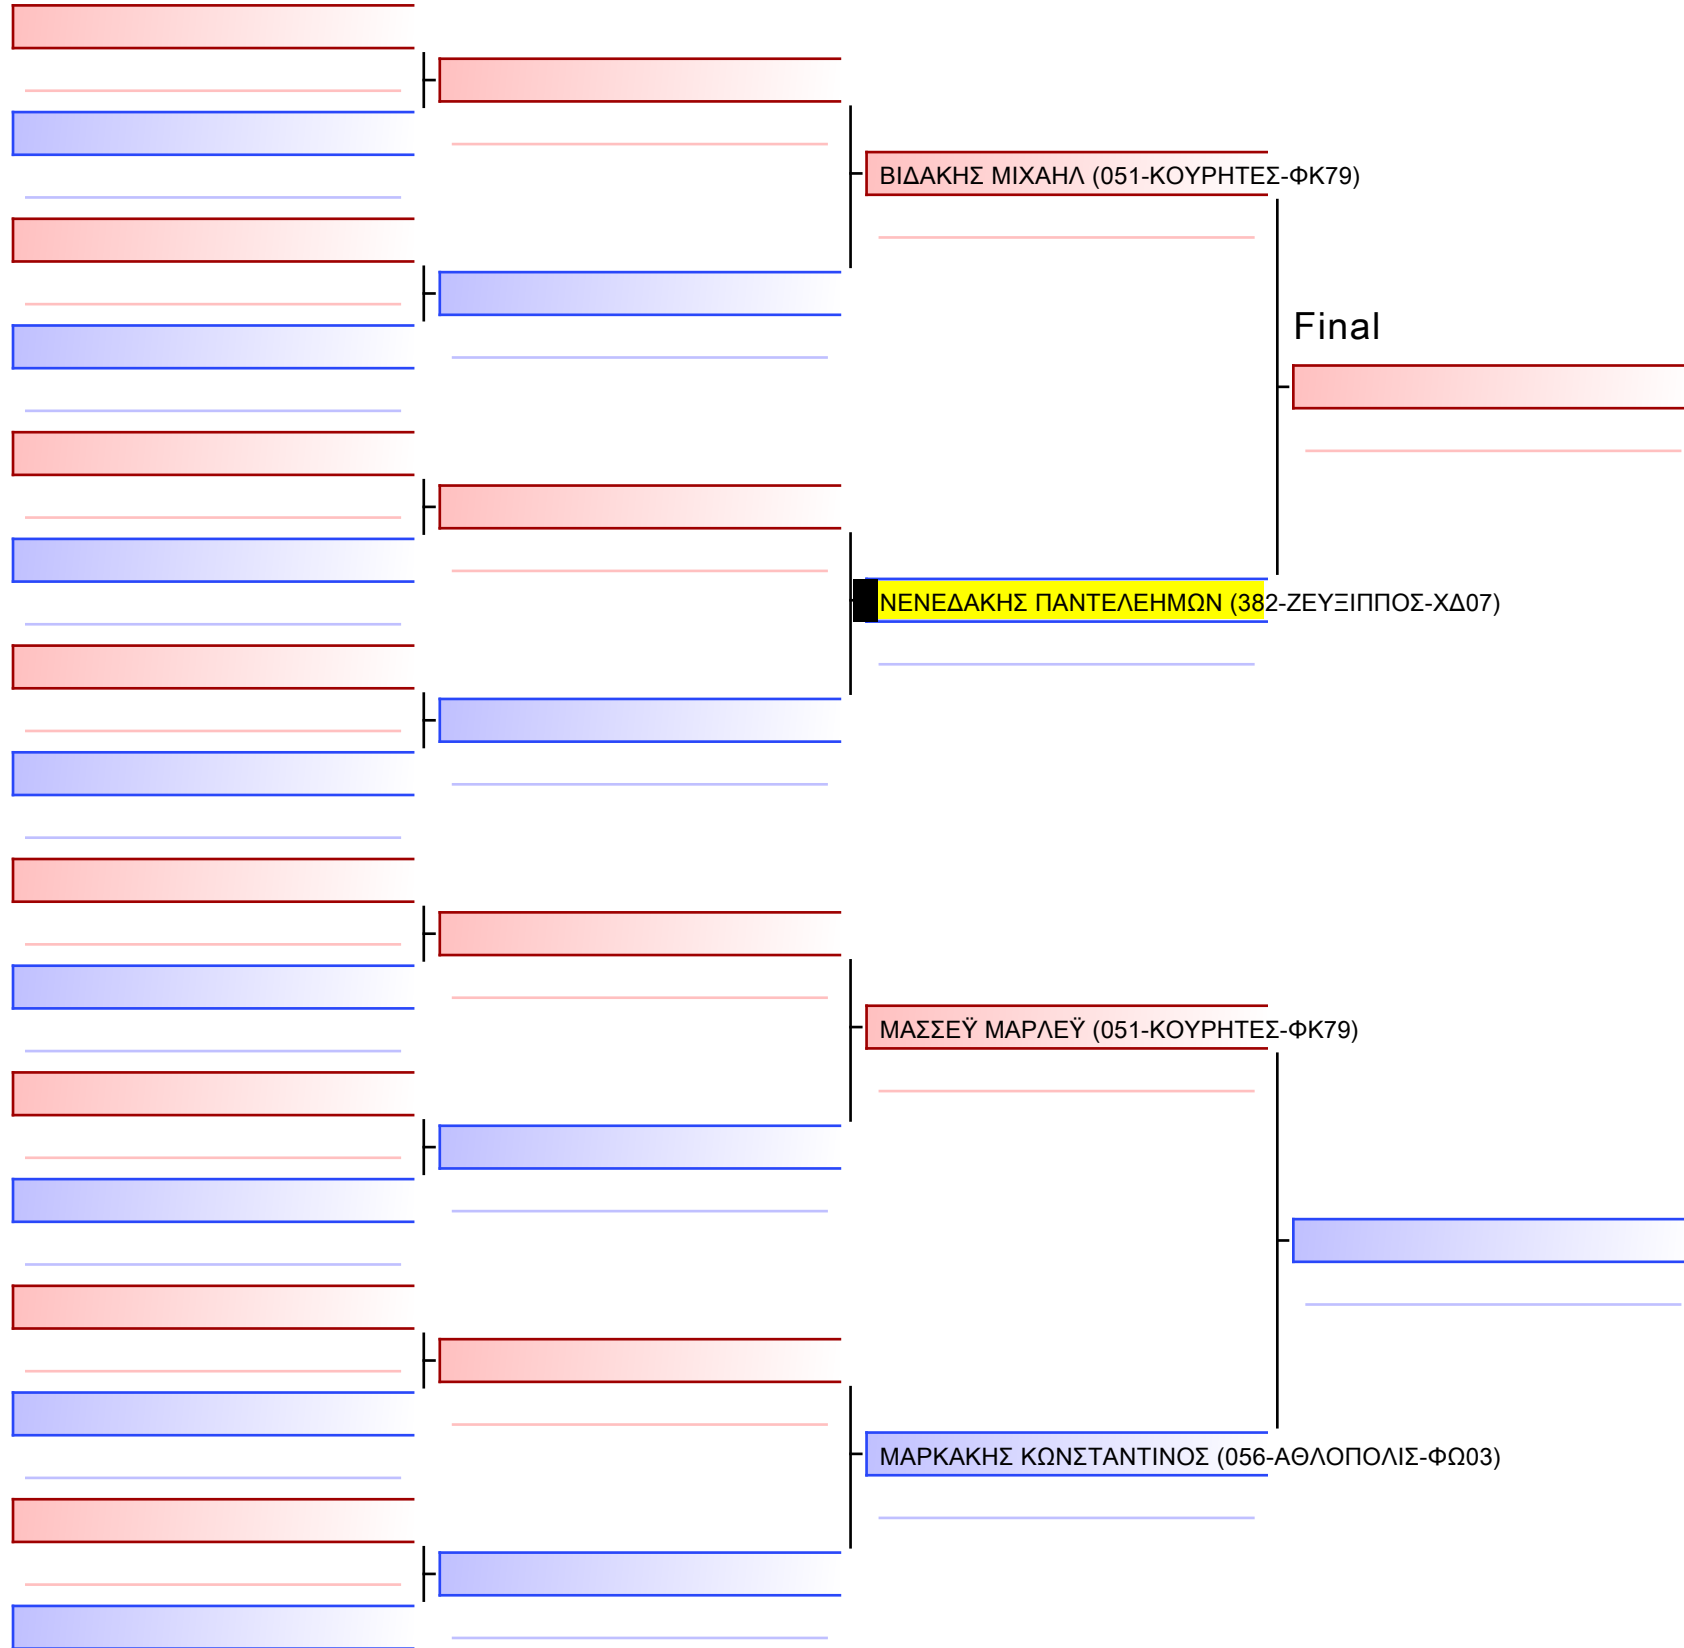 ΒΙΔΑΚΗΣ ΜΙΧΑΗΛ (051-ΚΟΥΡΗΤΕΣ-ΦΚ79)
Final
ΝΕΝΕΔΑΚΗΣ ΠΑΝΤΕΛΕΗΜΩΝ (382-ΖΕΥΞΙΠΠΟΣ-ΧΔ07)
ΜΑΣΣΕΫ ΜΑΡΛΕΫ (051-ΚΟΥΡΗΤΕΣ-ΦΚ79)
ΜΑΡΚΑΚΗΣ ΚΩΝΣΤΑΝΤΙΝΟΣ (056-ΑΘΛΟΠΟΛΙΣ-ΦΩ03)